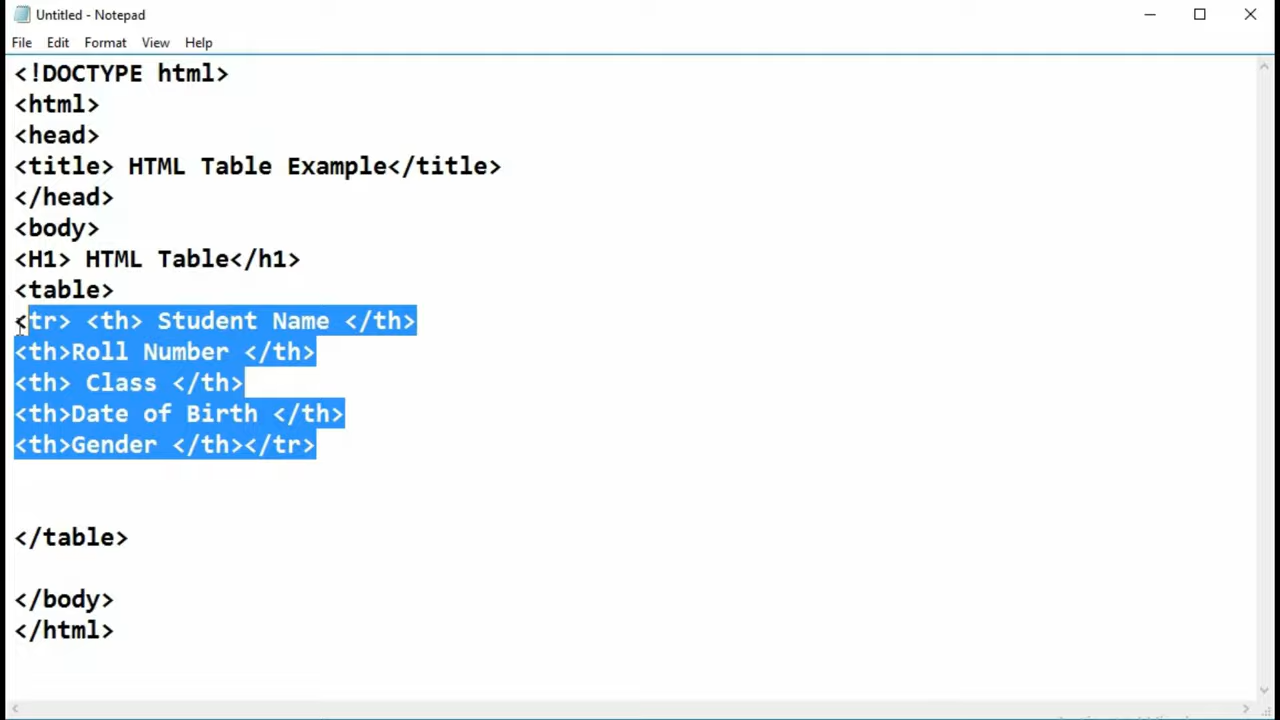 Untitled - Notepad
File Edit Format View Help
<!DOCTYPE html>
<html>
<head>
<title> HTML Table Example</title>
</head>
<body>
<H1> HTML Table</h1>
<table>
<tr> <th> Student Name </th>
<th>Roll Number </th>
<th> Class </th>
<th>Date of Birth </th>
<th>Gender </th></tr>
</table>
</body>
</html>